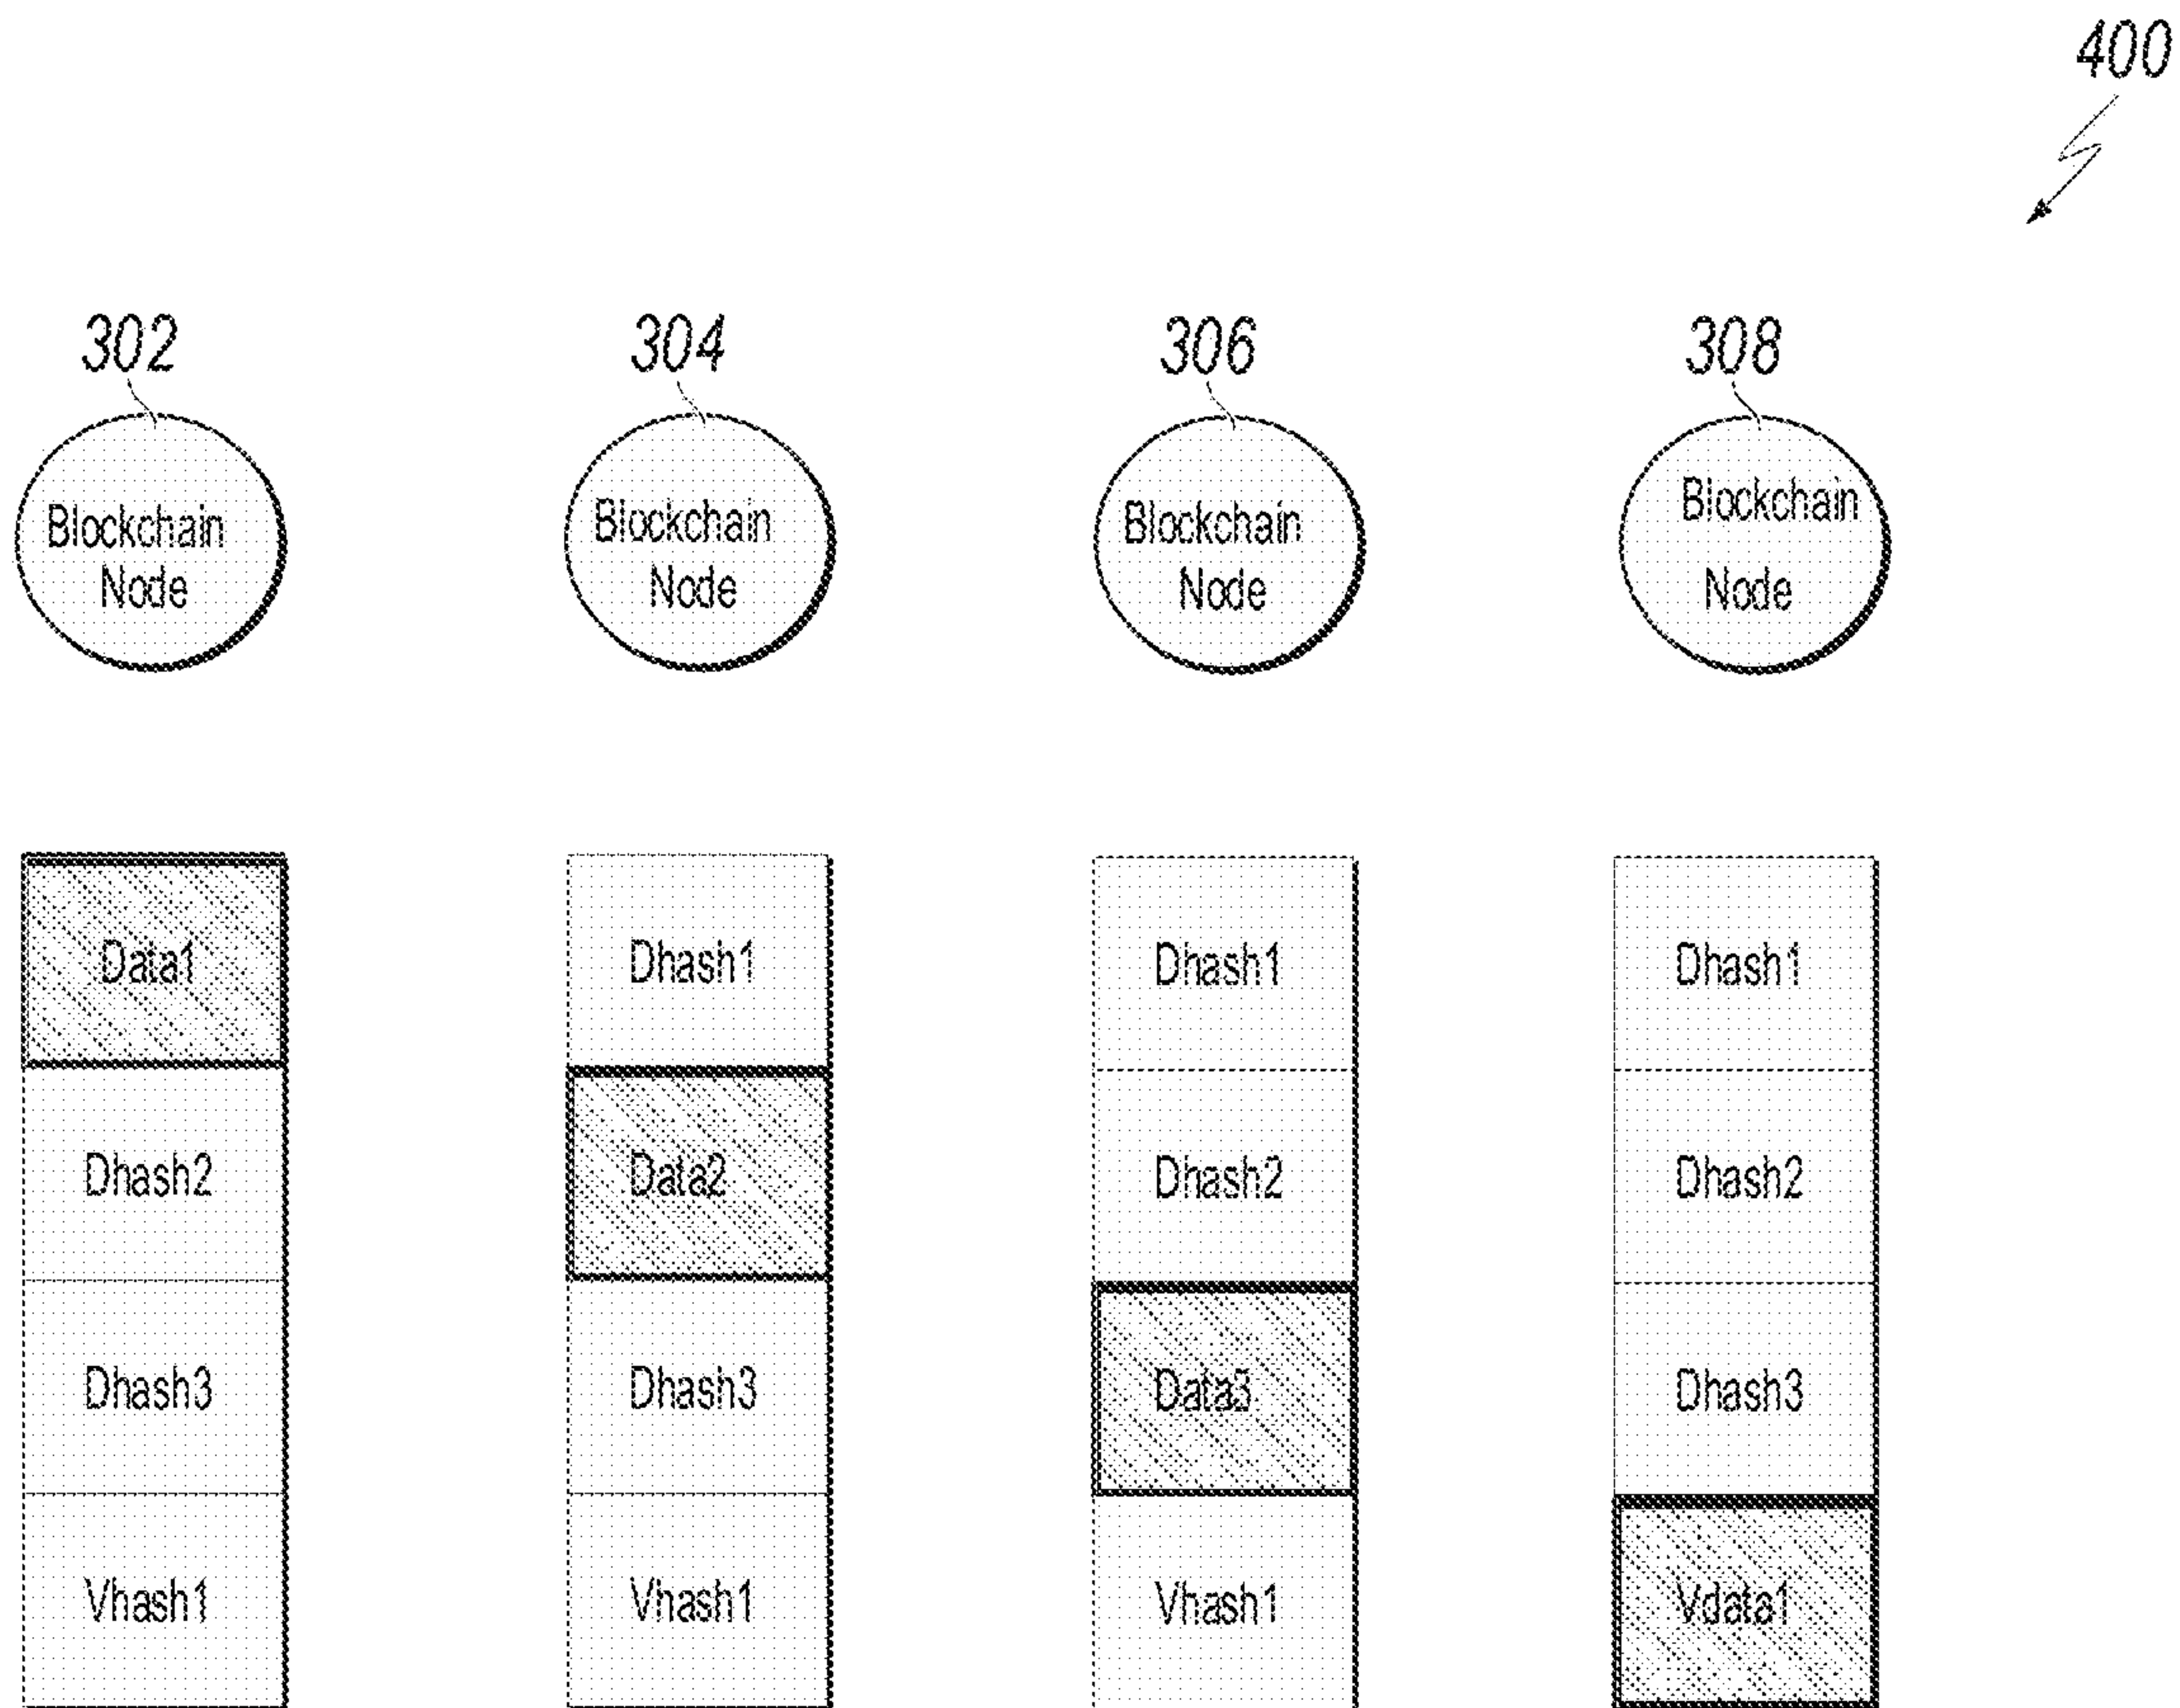 400
302 304 306 308
Blockchain Node
Blockchain Node
Blockchain Node
Blockchain Node
Data1 Dhash1 Dhash1 Dhash1
Dhash2 Data2 Dhash2 Dhash2
Dhash3 Dhash3 Data3 Dhash3
Vhash1 Vhash1 Vhash1 Vdata1